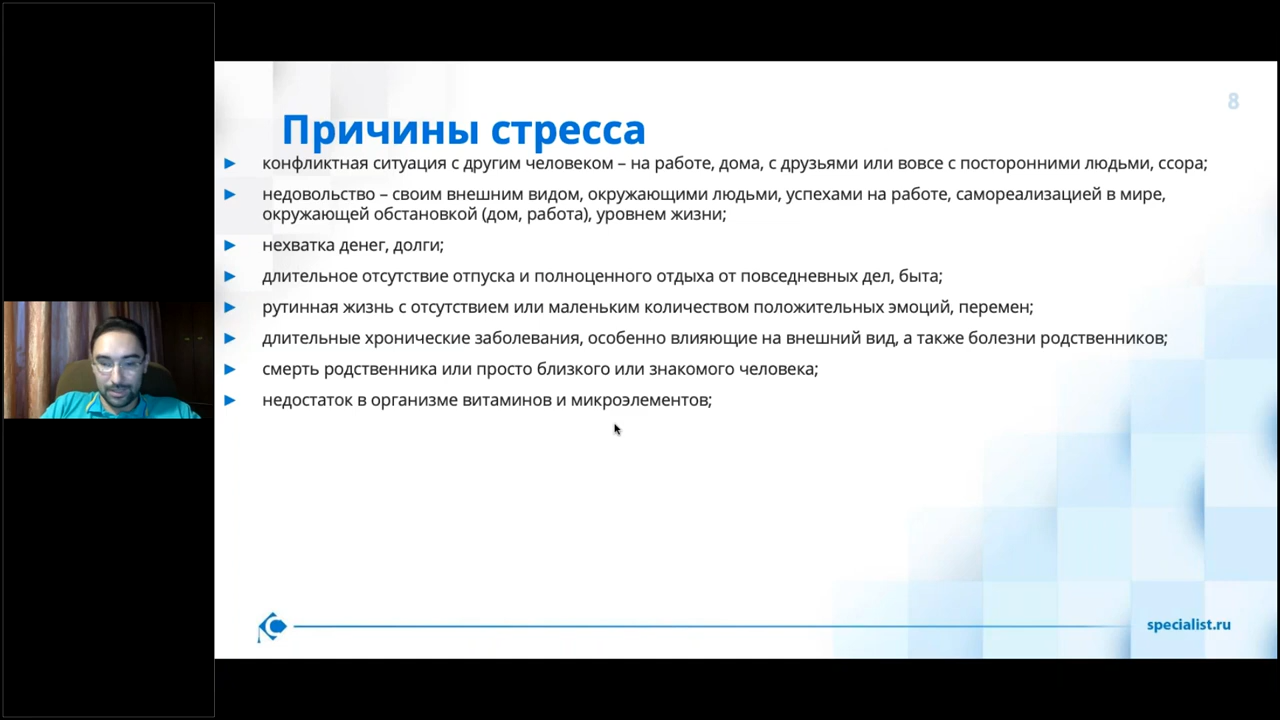 8
Причины стресса
конфликтная ситуация с другим человеком – на работе, дома, с друзьями или вовсе с посторонними людьми, ссора;
недовольство – своим внешним видом, окружающими людьми, успехами на работе, самореализацией в мире,
окружающей обстановкой (дом, работа), уровнем жизни;
нехватка денег, долги;
длительное отсутствие отпуска и полноценного отдыха от повседневных дел, быта;
рутинная жизнь с отсутствием или маленьким количеством положительных эмоций, перемен;
длительные хронические заболевания, особенно влияющие на внешний вид, а также болезни родственников;
смерть родственника или просто близкого или знакомого человека;
недостаток в организме витаминов и микроэлементов;
specialist.ru